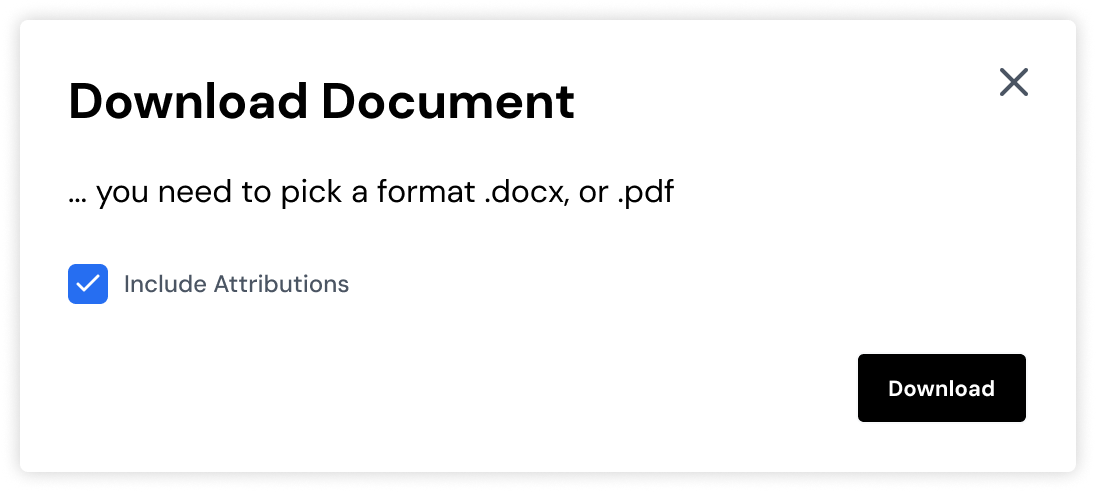 Download Document
... you need to pick a format .docx, or .pdf
Include Attributions
Download